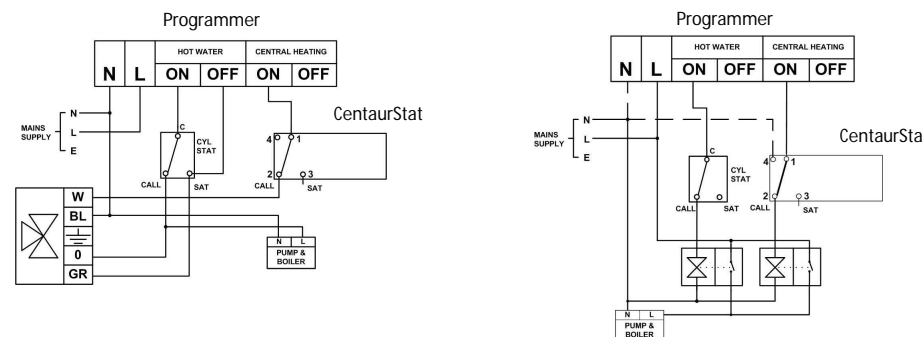 Programmer
HOT WATER CENTRAL HEATING
N L ON OFF ON OFF
CentaurStat
MAINS SUPPLY
N
L
E
C
CYL STAT
CALL SAT
4 1
2 3
CALL SAT
W
BL
0
GR
N L
PUMP & BOILER
Programmer
HOT WATER CENTRAL HEATING
N L ON OFF ON OFF
CentaurSta
MAINS SUPPLY
N
L
E
C
CYL STAT
CALL SAT
4 1
2 3
CALL SAT
N L
PUMP & BOILER